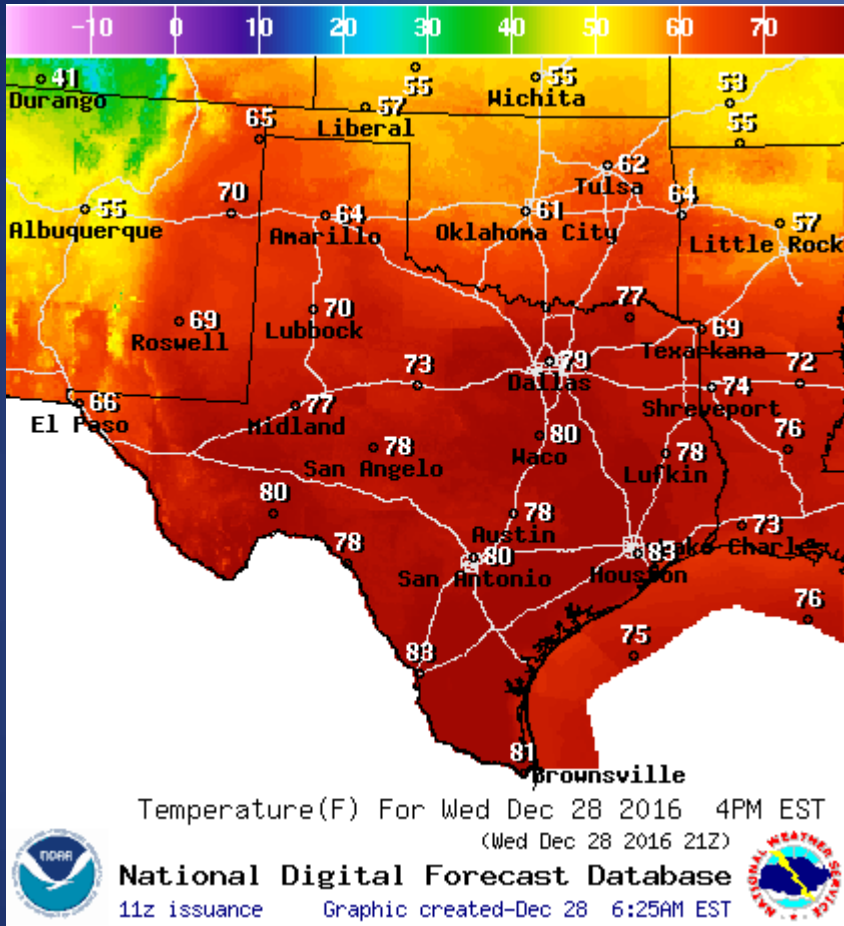 -10 0 10 20 30 40 50 60 70
41
Durango
55
55
Wichita
53
57
Liberal
65
55
62
Tulsa
70
55
Albuquerque
64
Amarillo
61
Oklahoma City
64
57
Little Rock
69
Roswell
70
Lubbock
77
69
Texarkana
73
79
Dallas
72
66
El Paso
77
Midland
74
Shreveport
78
San Angelo
80
Waco
78
Lufkin
76
80
78
Austin
73
Lake Charles
78
80
San Antonio
83
Houston
83
75
76
81
Brownsville
Temperature(F) For Wed Dec 28 2016 4PM EST
(Wed Dec 28 2016 21Z)
National Digital Forecast Database
11z issuance Graphic created-Dec 28 6:25AM EST
noaa
NATIONAL WEATHER SERVICE